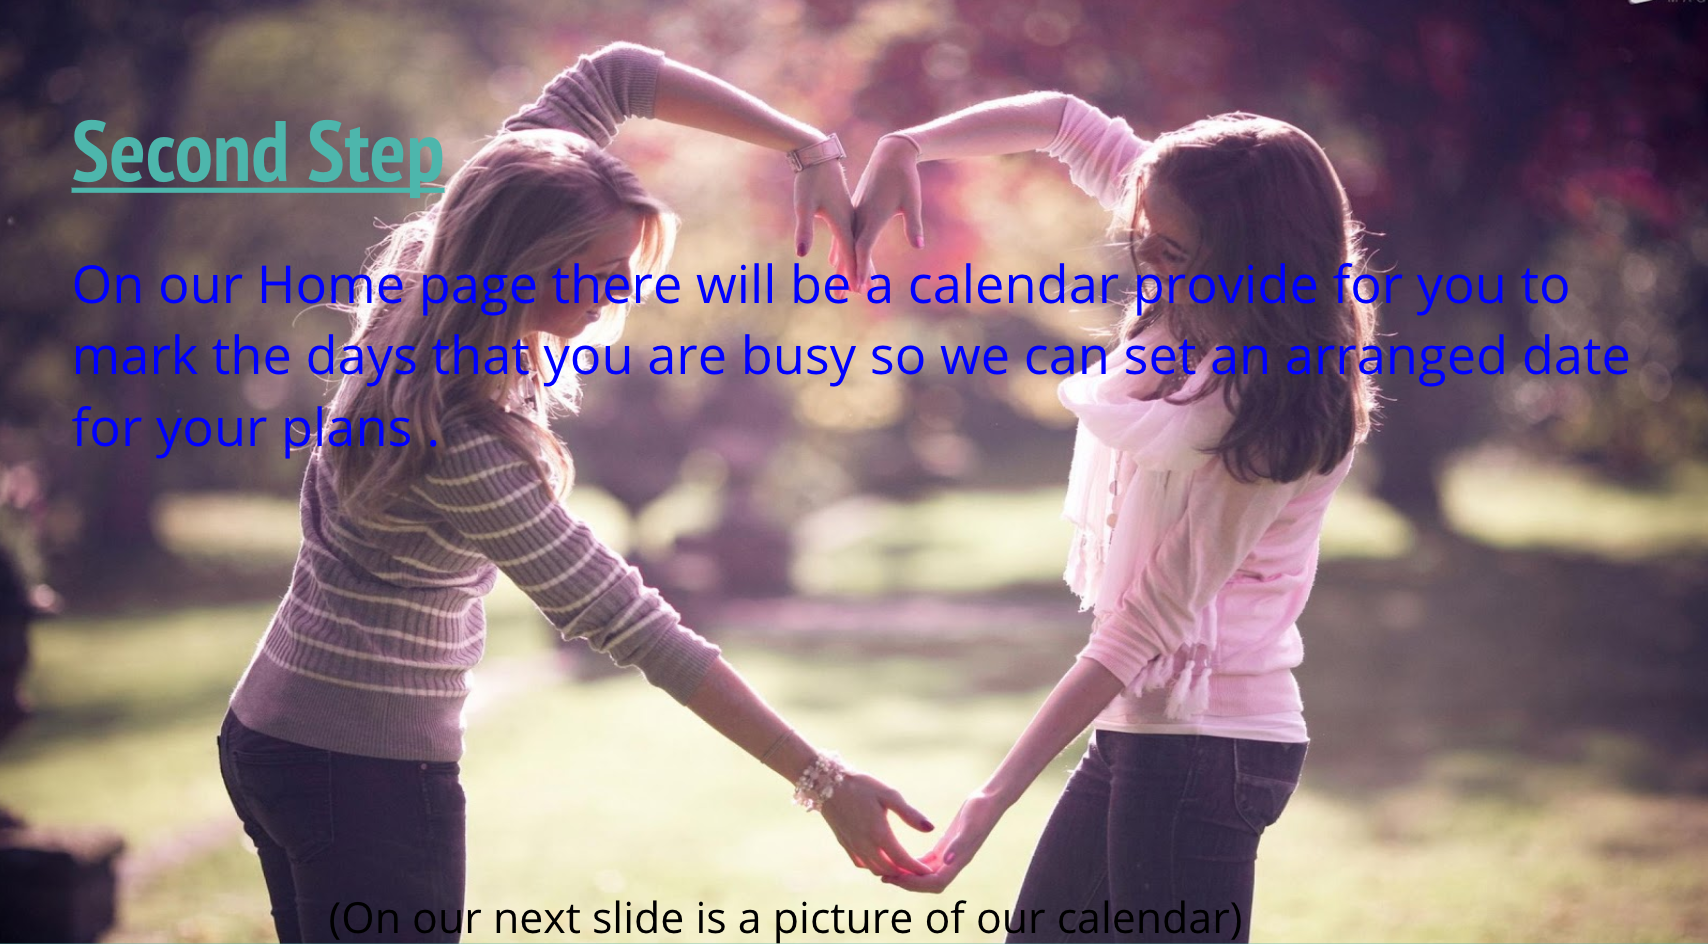 Second Step
On our Home page there will be a calendar provide for you to
mark the days that you are busy so we can set an arranged date
for your plans .
(On our next slide is a picture of our calendar)